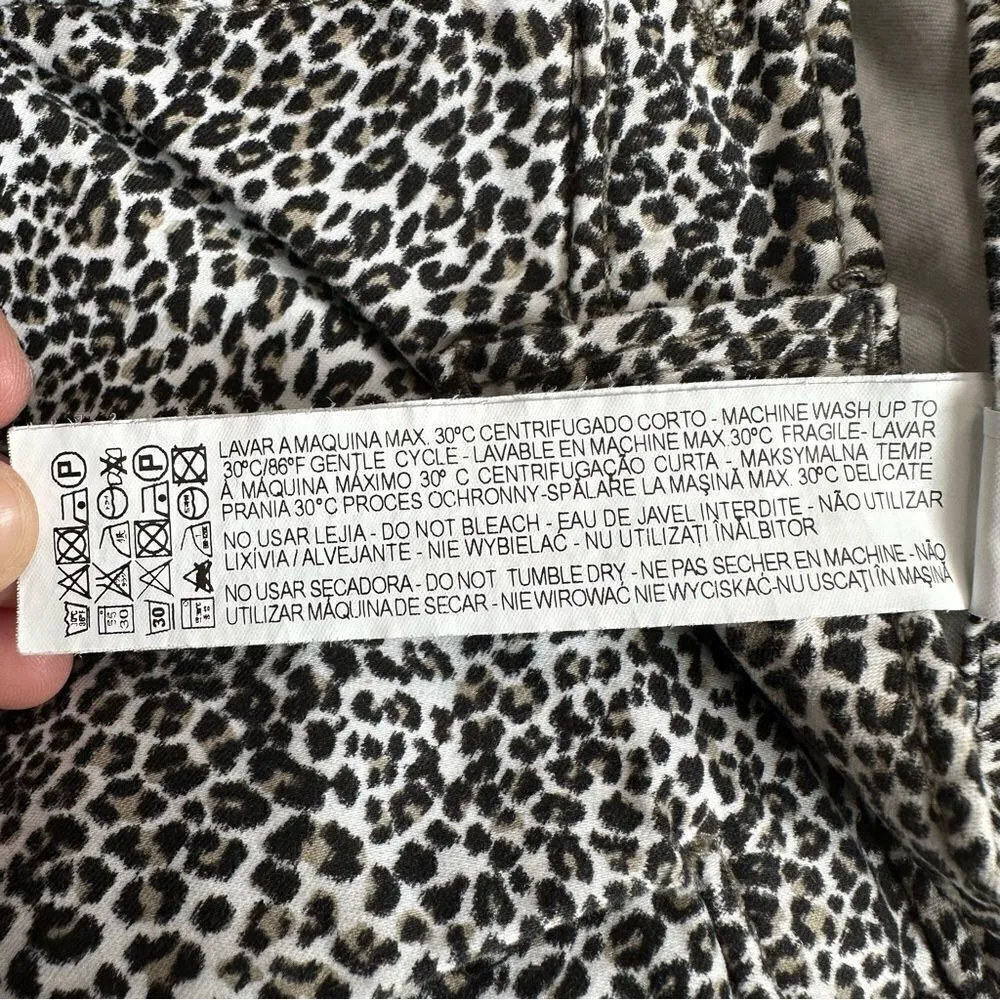 LAVAR A MAQUINA MAX. 30°C CENTRIFUGADO CORTO - MACHINE WASH UP TO
30°C/86°F GENTLE CYCLE - LAVABLE EN MACHINE MAX.30°C FRAGILE- LAVAR
À MÁQUINA MÁXIMO 30° C CENTRIFUGAÇÃO CURTA - MAKSYMALNA TEMP.
PRANIA 30°C PROCES OCHRONNY-SPĂLARE LA MAŞINĂ MAX. 30°C DELICATE
NO USAR LEJIA - DO NOT BLEACH - EAU DE JAVEL INTERDITE - NÃO UTILIZAR
LIXÍVIA / ALVEJANTE - NIE WYBIELAĆ - NU UTILIZAȚI ÎNĂLBITOR
NO USAR SECADORA - DO NOT TUMBLE DRY - NE PAS SECHER EN MACHINE - NÃO
UTILIZAR MÁQUINA DE SECAR - NIE WIROWAĆ NIE WYCISKAĆ-NU USCAȚI ÎN MAȘINĂ
P P
30 30